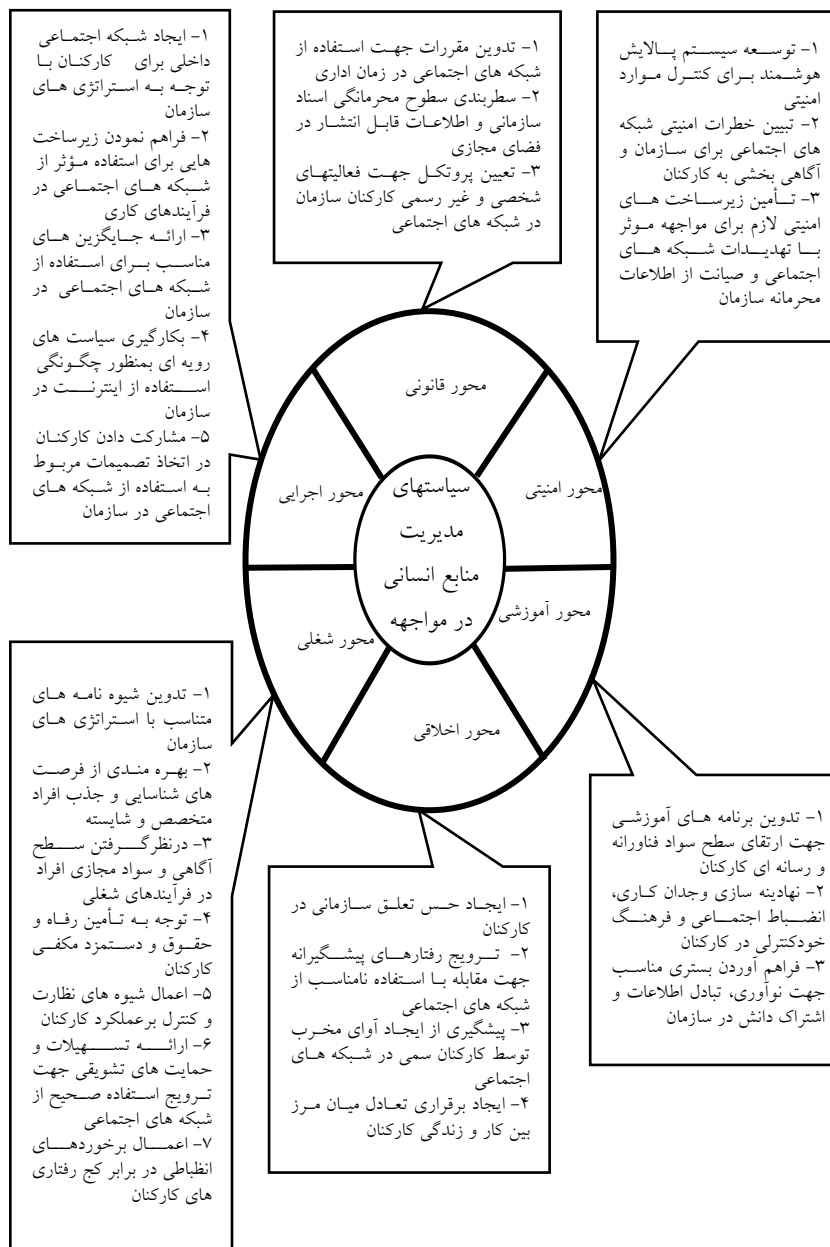 ۱- توسعه سیستم پالایش
هوشمند برای کنترل موارد
امنیتی
۲- تبیین خطرات امنیتی شبکه
های اجتماعی برای سازمان و
آگاهی بخشی به کارکنان
۳- تأمین زیرساخت های
امنیتی لازم برای مواجهه موثر
با تهدیدات شبکه های
اجتماعی و صیانت از اطلاعات
محرمانه سازمان
۱- تدوین مقررات جهت استفاده از
شبکه های اجتماعی در زمان اداری
۲- سطربندی سطوح محرمانگی اسناد
سازمانی و اطلاعات قابل انتشار در
فضای مجازی
۳- تعیین پروتکل جهت فعالیتهای
شخصی و غیر رسمی کارکنان سازمان
در شبکه های اجتماعی
۱- ایجاد شبکه اجتماعی
داخلی برای کارکنان با
توجه به استراتژی های
سازمان
۲- فراهم نمودن زیرساخت
هایی برای استفاده مؤثر از
شبکه های اجتماعی در
فرآیندهای کاری
۳- ارائه جایگزین های
مناسب برای استفاده از
شبکه های اجتماعی در
سازمان
۴- بکارگیری سیاست های
رویه ای بمنظور چگونگی
استفاده از اینترنت در
سازمان
۵- مشارکت دادن کارکنان
در اتخاذ تصمیمات مربوط
به استفاده از شبکه های
اجتماعی در سازمان
محور قانونی
محور امنیتی
محور اجرایی
سیاستهای
مدیریت
منابع انسانی
در مواجهه
محور آموزشی
محور شغلی
محور اخلاقی
۱- تدوین برنامه های آموزشی
جهت ارتقای سطح سواد فناورانه
و رسانه ای کارکنان
۲- نهادینه سازی وجدان کاری،
انضباط اجتماعی و فرهنگ
خودکنترلی در کارکنان
۳- فراهم آوردن بستری مناسب
جهت نوآوری، تبادل اطلاعات و
اشتراک دانش در سازمان
۱- ایجاد حس تعلق سازمانی در
کارکنان
۲- ترویج رفتارهای پیشگیرانه
جهت مقابله با استفاده نامناسب از
شبکه های اجتماعی
۳- پیشگیری از ایجاد آوای مخرب
توسط کارکنان سمی در شبکه های
اجتماعی
۴- ایجاد برقراری تعادل میان مرز
بین کار و زندگی کارکنان
۱- تدوین شیوه نامه های
متناسب با استراتژی های
سازمان
۲- بهره مندی از فرصت
های شناسایی و جذب افراد
متخصص و شایسته
۳- درنظرگرفتن سطح
آگاهی و سواد مجازی افراد
در فرآیندهای شغلی
۴- توجه به تأمین رفاه و
حقوق و دستمزد مکفی
کارکنان
۵- اعمال شیوه های نظارت
و کنترل برعملکرد کارکنان
۶- ارائه تسهیلات و
حمایت های تشویقی جهت
ترویج استفاده صحیح از
شبکه های اجتماعی
۷- اعمال برخوردهای
انظباطی در برابر کج رفتاری
های کارکنان